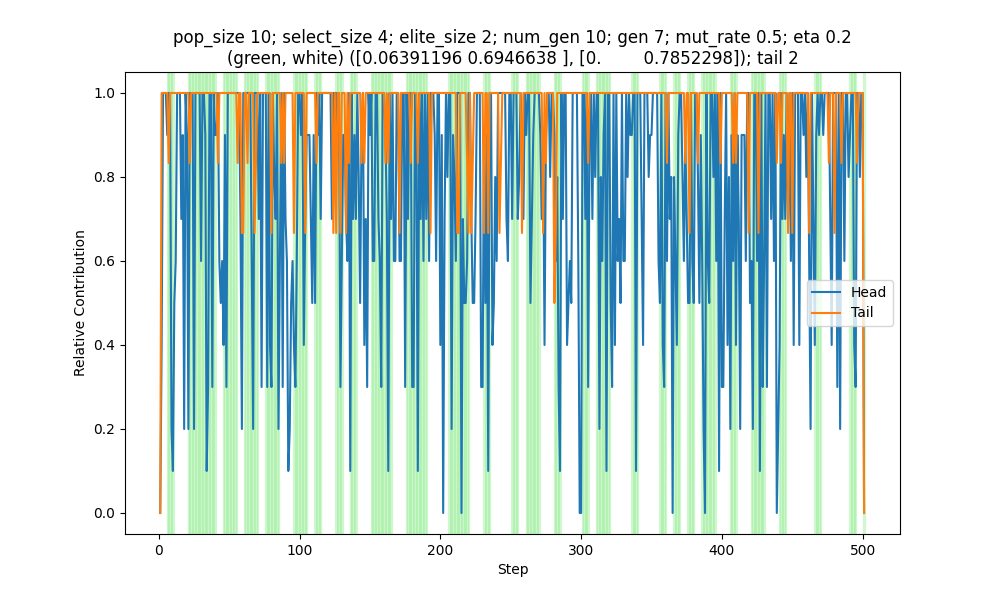 pop_size 10; select_size 4; elite_size 2; num_gen 10; gen 7; mut_rate 0.5; eta 0.2
(green, white) ([0.06391196 0.6946638 ], [0.        0.7852298]); tail 2
1.0
0.8
0.6
0.4
0.2
0.0
Relative Contribution
Head
Tail
0
100
200
300
400
500
Step